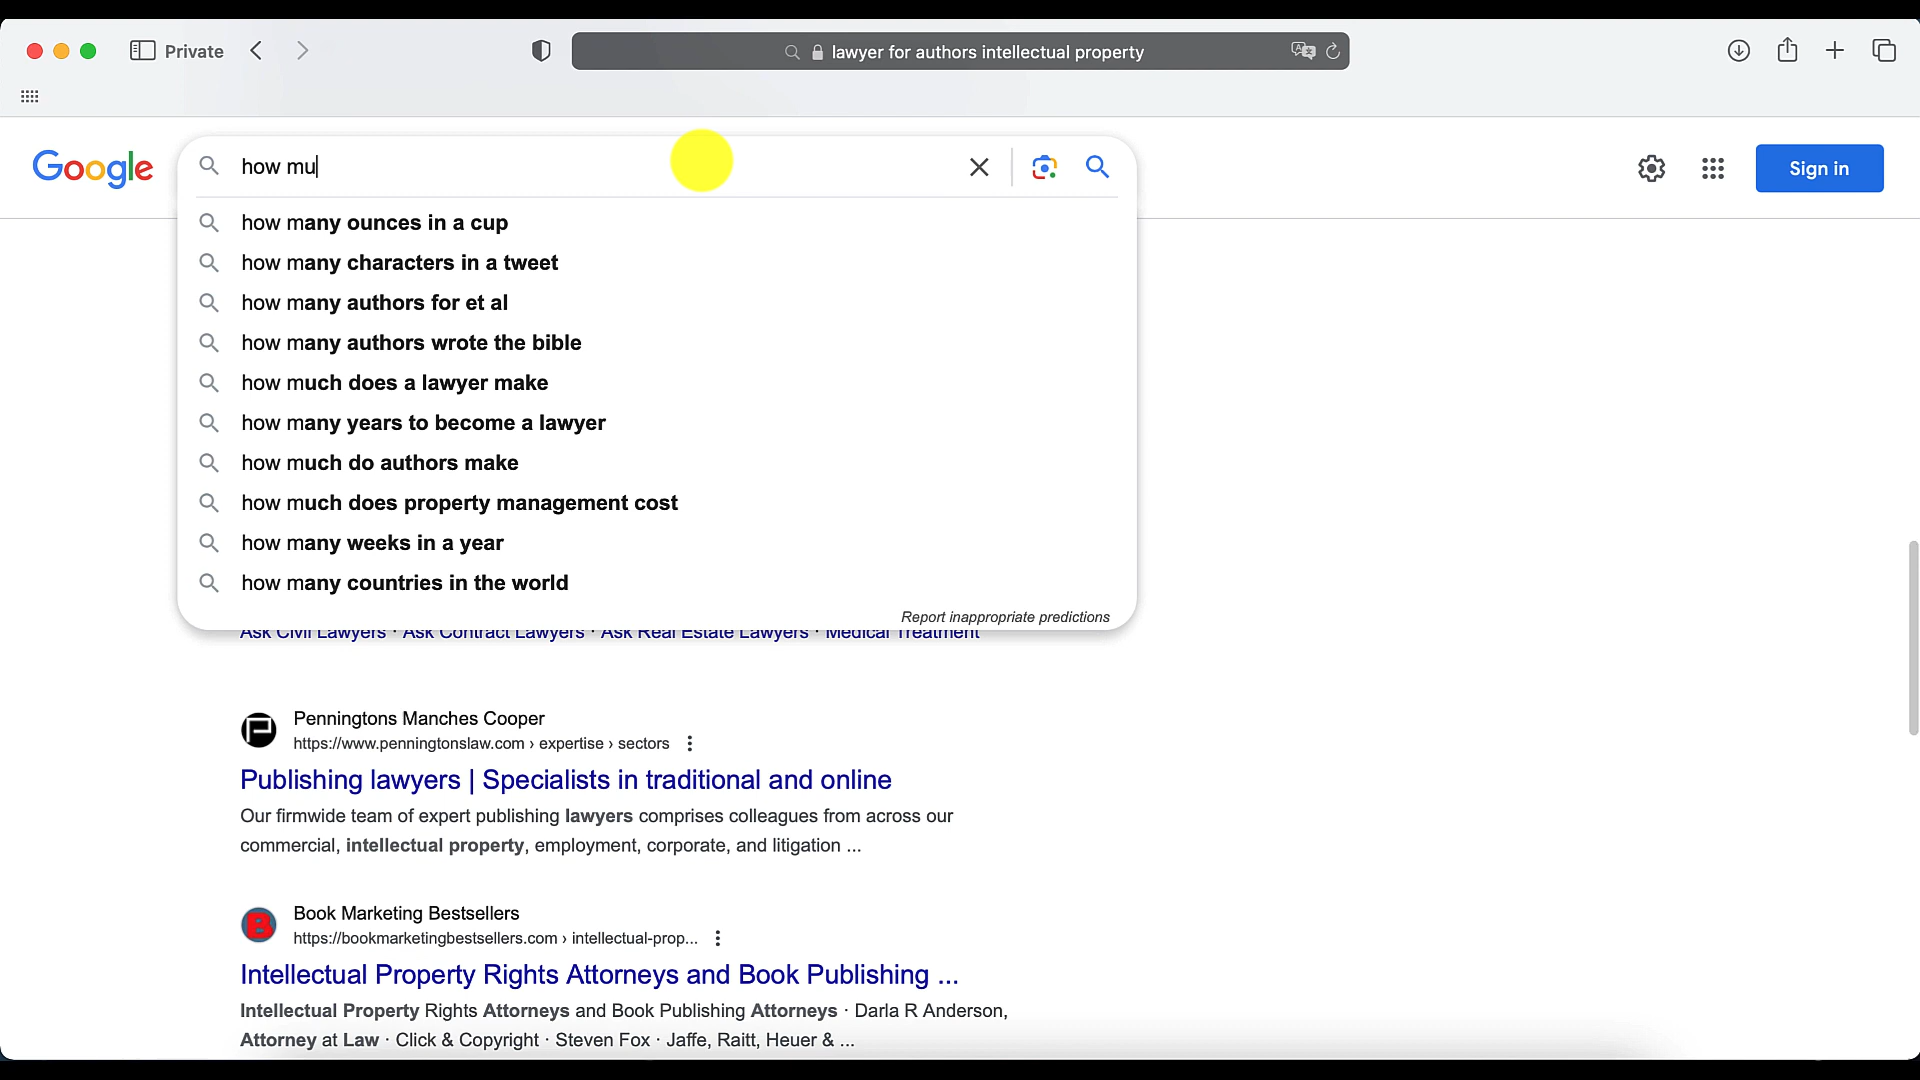 Private
lawyer for authors intellectual property
Google
how mu
Sign in
how many ounces in a cup
how many characters in a tweet
how many authors for et al
how many authors wrote the bible
how much does a lawyer make
how many years to become a lawyer
how much do authors make
how much does property management cost
how many weeks in a year
how many countries in the world
Report inappropriate predictions
Ask Civil Lawyers · Ask Contract Lawyers · Ask Real Estate Lawyers · Medical Treatment
Penningtons Manches Cooper
https://www.penningtonslaw.com › expertise › sectors
Publishing lawyers | Specialists in traditional and online
Our firmwide team of expert publishing lawyers comprises colleagues from across our
commercial, intellectual property, employment, corporate, and litigation ...
Book Marketing Bestsellers
https://bookmarketingbestsellers.com › intellectual-prop...
Intellectual Property Rights Attorneys and Book Publishing ...
Intellectual Property Rights Attorneys and Book Publishing Attorneys · Darla R Anderson,
Attorney at Law · Click & Copyright · Steven Fox · Jaffe, Raitt, Heuer & ...